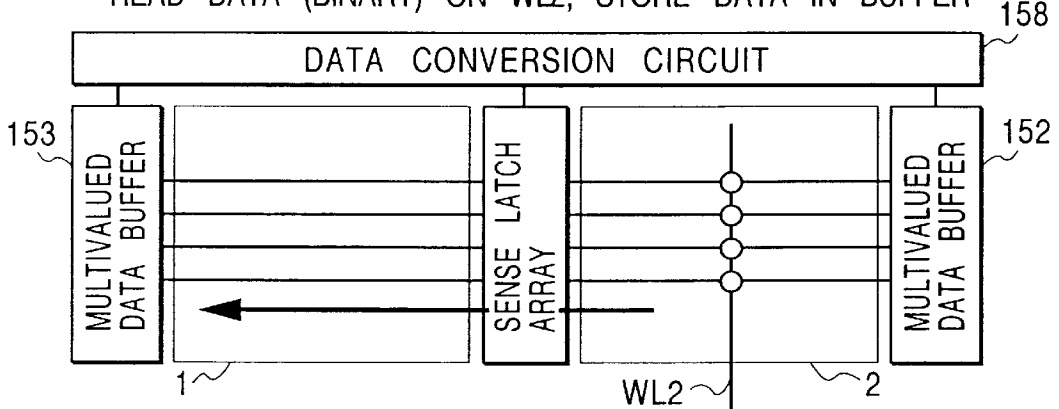 READ DATA (BINARY) ON WL2, STORE DATA IN BUFFER
158
DATA CONVERSION CIRCUIT
153
MULTIVALUED
DATA BUFFER
SENSE LATCH
ARRAY
MULTIVALUED
DATA BUFFER
152
1
WL2
2